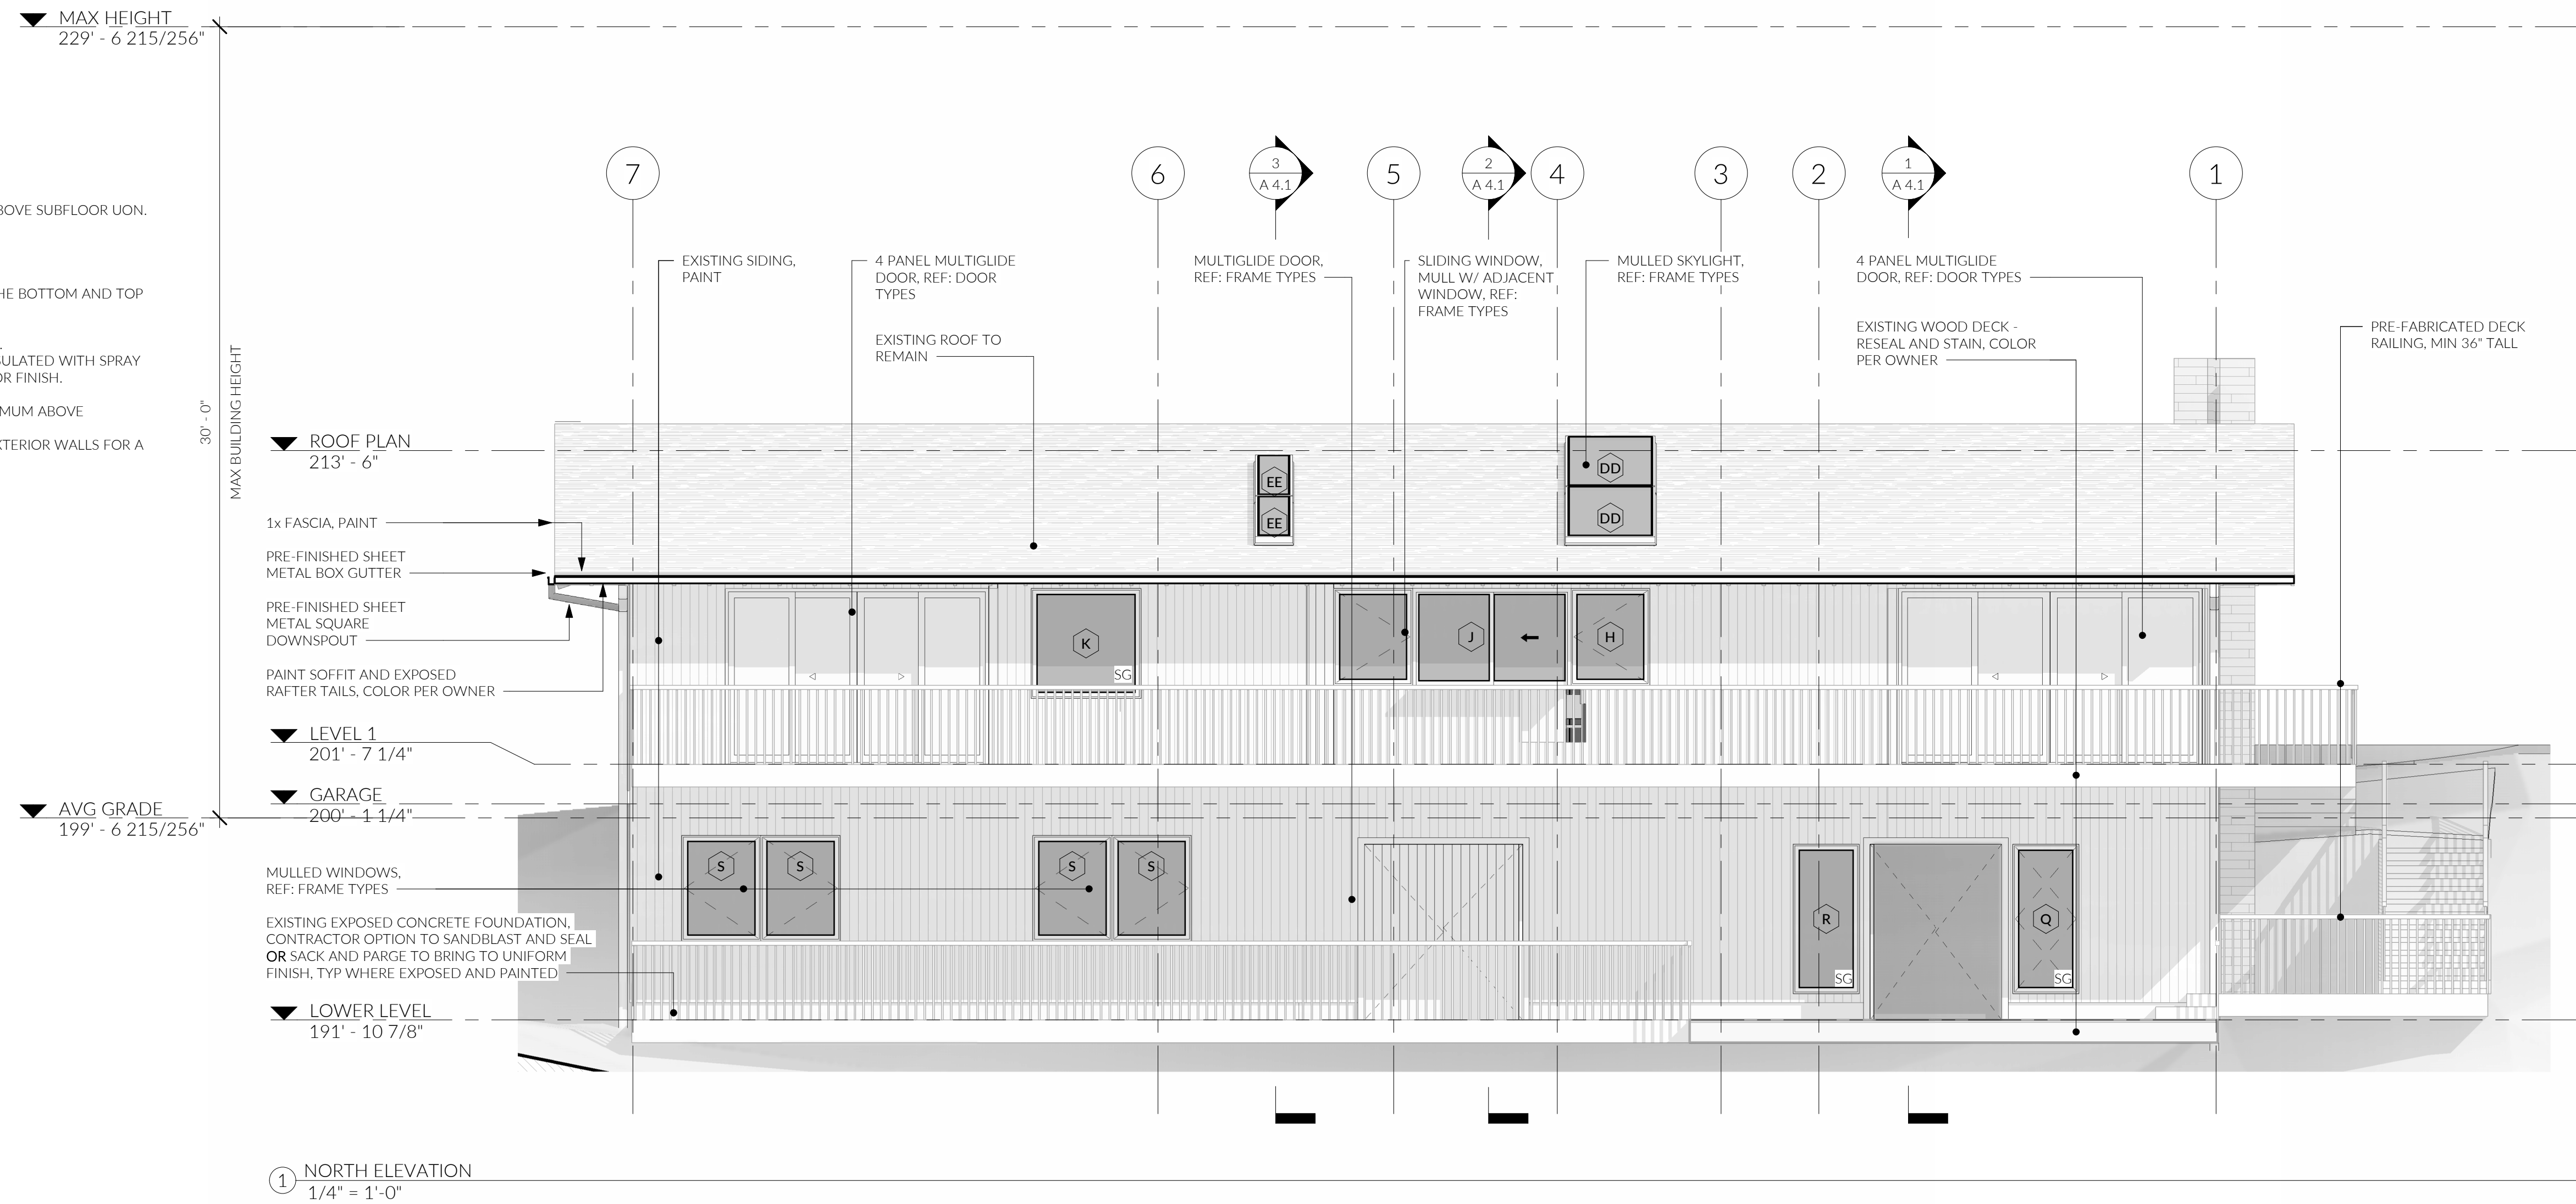 MAX HEIGHT
229' - 6 215/256"
BOVE SUBFLOOR UON.
HE BOTTOM AND TOP
SULATED WITH SPRAY
OR FINISH.
MUM ABOVE
XTERIOR WALLS FOR A
30' - 0"
MAX BUILDING HEIGHT
7
6
3
A 4.1
5
2
A 4.1
4
3
2
1
A 4.1
1
EXISTING SIDING,
PAINT
4 PANEL MULTIGLIDE
DOOR, REF: DOOR
TYPES
EXISTING ROOF TO
REMAIN
MULTIGLIDE DOOR,
REF: FRAME TYPES
SLIDING WINDOW,
MULL W/ ADJACENT
WINDOW, REF:
FRAME TYPES
MULLED SKYLIGHT,
REF: FRAME TYPES
4 PANEL MULTIGLIDE
DOOR, REF: DOOR TYPES
EXISTING WOOD DECK -
RESEAL AND STAIN, COLOR
PER OWNER
PRE-FABRICATED DECK
RAILING, MIN 36" TALL
ROOF PLAN
213' - 6"
EE
EE
DD
DD
1x FASCIA, PAINT
PRE-FINISHED SHEET
METAL BOX GUTTER
PRE-FINISHED SHEET
METAL SQUARE
DOWNSPOUT
PAINT SOFFIT AND EXPOSED
RAFTER TAILS, COLOR PER OWNER
K
SG
J
H
LEVEL 1
201' - 7 1/4"
GARAGE
200' - 1 1/4"
AVG GRADE
199' - 6 215/256"
MULLED WINDOWS,
REF: FRAME TYPES
S
S
S
S
R
SG
Q
SG
EXISTING EXPOSED CONCRETE FOUNDATION,
CONTRACTOR OPTION TO SANDBLAST AND SEAL
OR SACK AND PARGE TO BRING TO UNIFORM
FINISH, TYP WHERE EXPOSED AND PAINTED
LOWER LEVEL
191' - 10 7/8"
1
NORTH ELEVATION
1/4" = 1'-0"